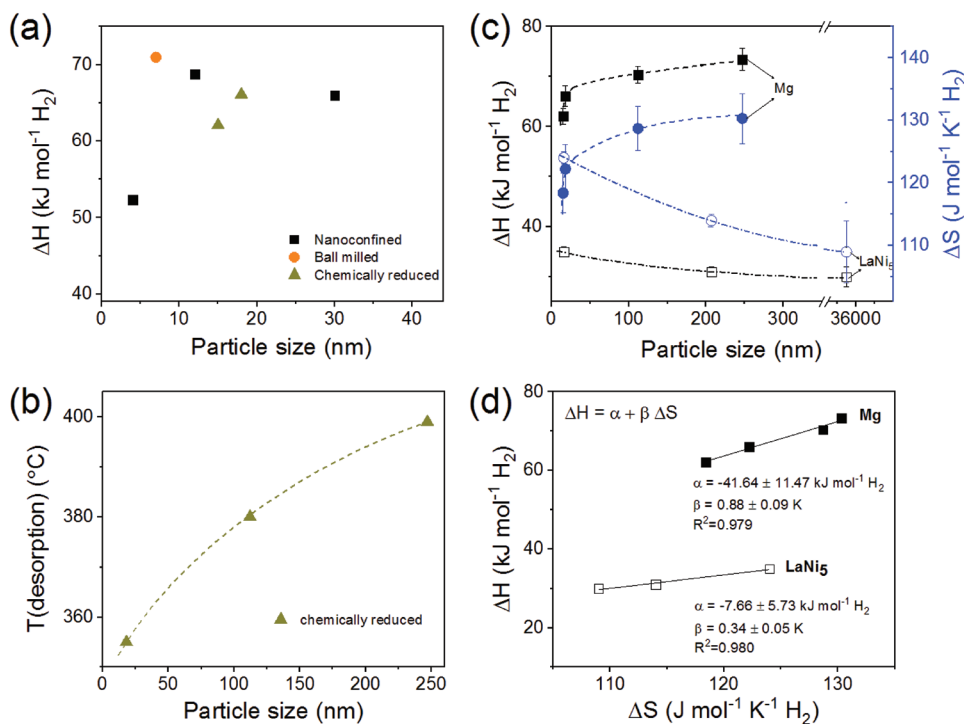 (a)
ΔH (kJ mol⁻¹ H₂)
80
70
60
50
40
0
10
20
30
40
Particle size (nm)
Nanoconfined
Ball milled
Chemically reduced
(c)
ΔH (kJ mol⁻¹ H₂)
80
60
40
0
100
200
300
36000
Particle size (nm)
140
130
120
110
ΔS (J mol⁻¹ K⁻¹ H₂)
Mg
LaNi₅
(b)
T(desorption) (°C)
400
380
360
0
50
100
150
200
250
Particle size (nm)
chemically reduced
(d)
ΔH (kJ mol⁻¹ H₂)
80
60
40
20
110
120
130
ΔS (J mol⁻¹ K⁻¹ H₂)
ΔH = α + β ΔS
Mg
α = -41.64 ± 11.47 kJ mol⁻¹ H₂
β = 0.88 ± 0.09 K
R²=0.979
LaNi₅
α = -7.66 ± 5.73 kJ mol⁻¹ H₂
β = 0.34 ± 0.05 K
R²=0.980